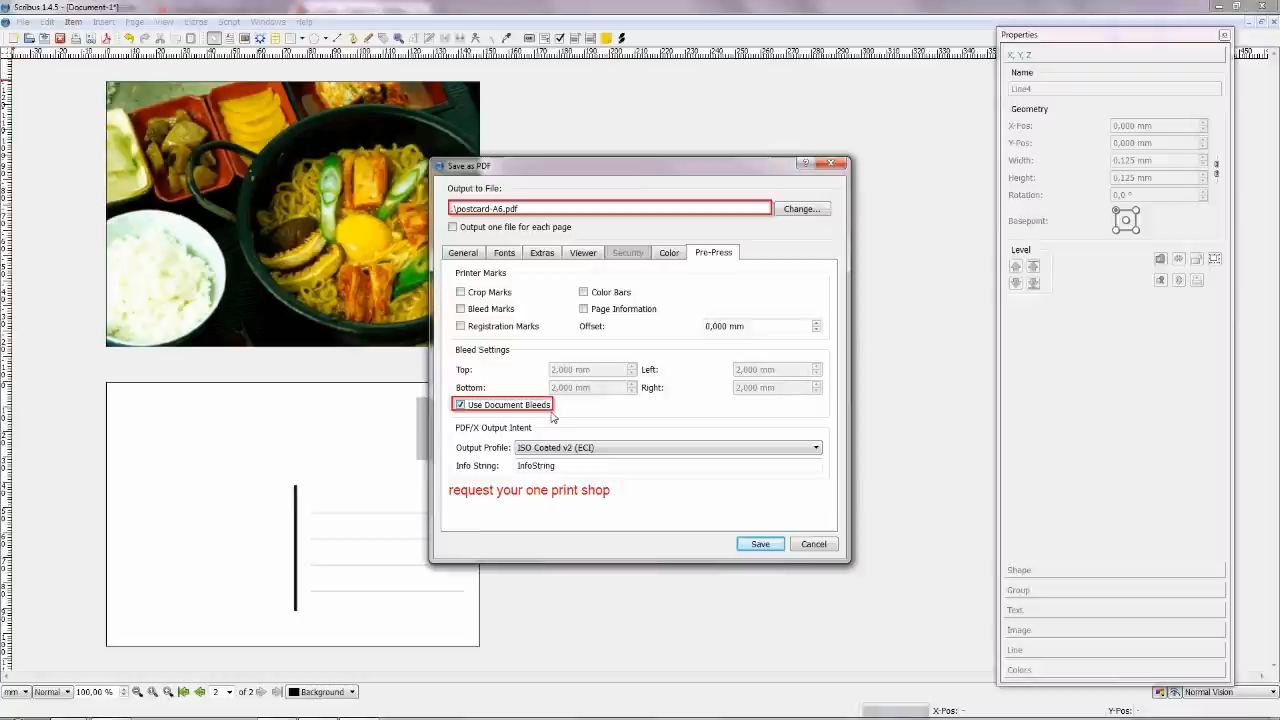 Scribus 1.4.5 - [Document-1*]
File Edit Item Insert Page View Extras Script Windows Help
Properties
X, Y, Z
Name
Line4
Geometry
X-Pos: 0,000 mm
Y-Pos: 0,000 mm
Width: 0,125 mm
Height: 0,125 mm
Rotation: 0,0 °
Basepoint:
Level
Shape
Group
Text
Image
Line
Colors
Save as PDF
Output to File:
.\postcard-A6.pdf Change...
Output one file for each page
General Fonts Extras Viewer Security Color Pre-Press
Printer Marks
Crop Marks Color Bars
Bleed Marks Page Information
Registration Marks Offset: 0,000 mm
Bleed Settings
Top: 2,000 mm Left: 2,000 mm
Bottom: 2,000 mm Right: 2,000 mm
Use Document Bleeds
PDF/X Output Intent
Output Profile: ISO Coated v2 (ECI)
Info String: InfoString
request your one print shop
Save Cancel
mm Normal 100,00 % 2 of 2 Background Normal Vision
X-Pos: - Y-Pos: -